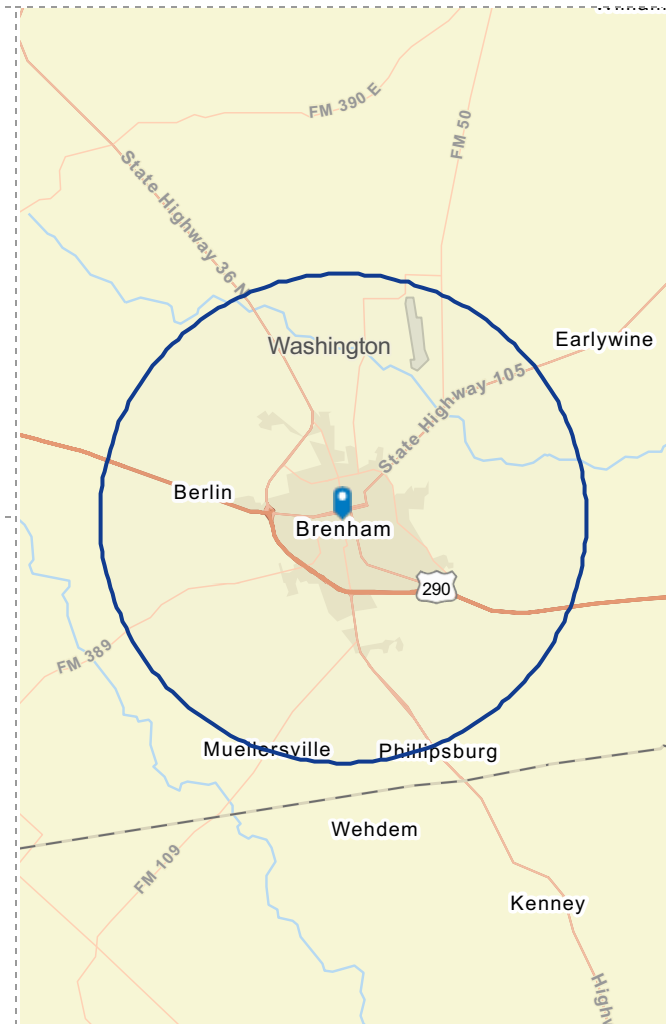 FM 390 E
FM 50
State Highway 36 N
Washington
Earlywine
State Highway 105
Berlin
Brenham
290
FM 389
Muellersville
Phillipsburg
Wehdem
FM 109
Kenney